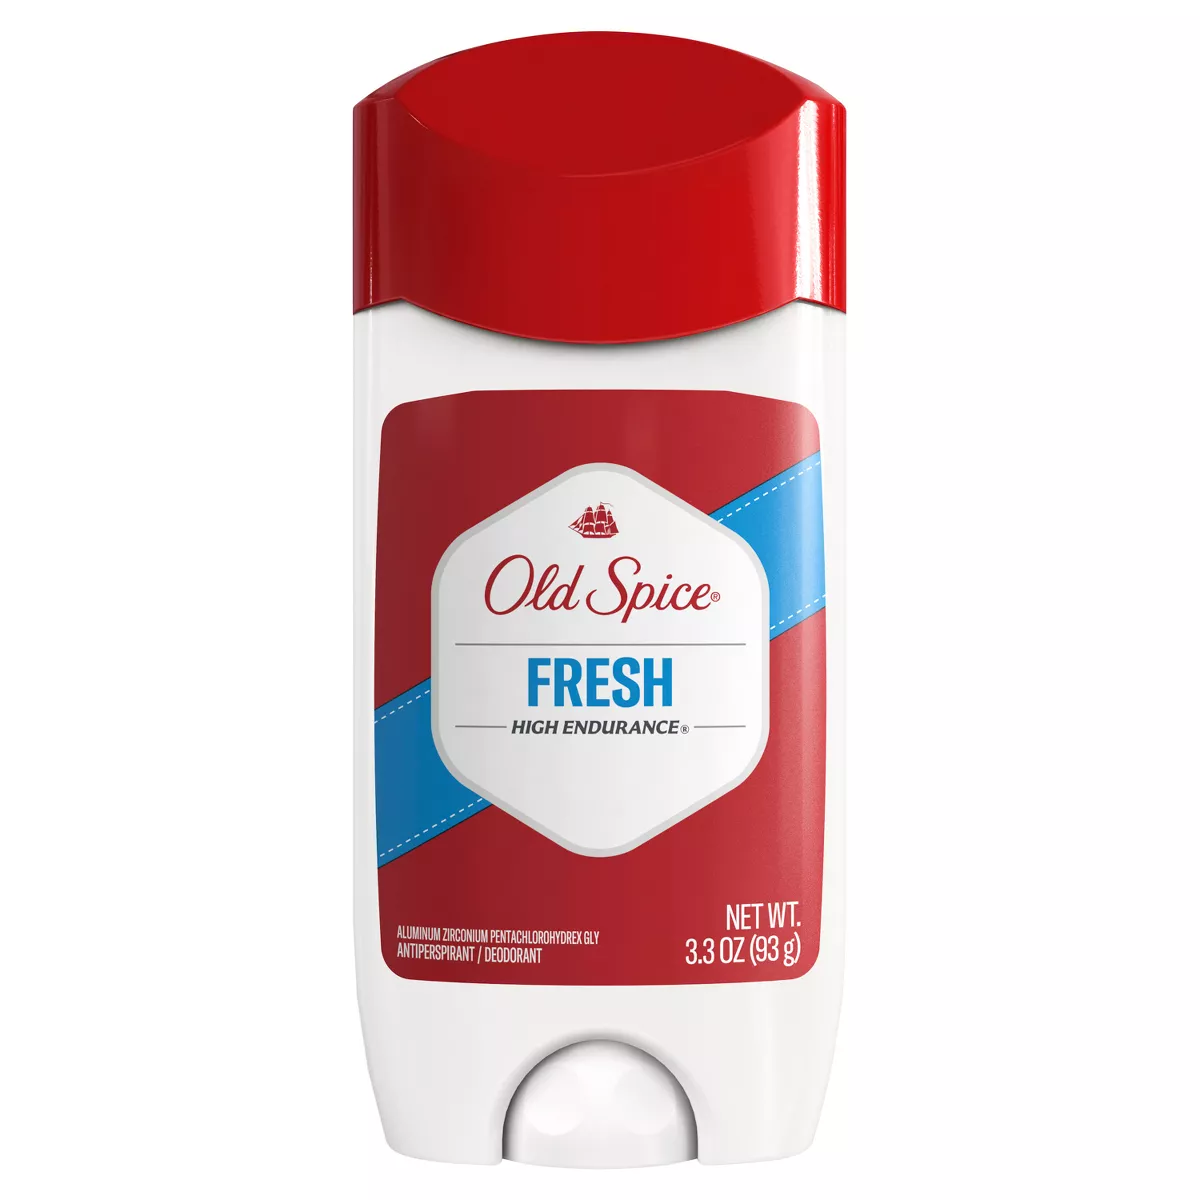 Old Spice®
FRESH
HIGH ENDURANCE®
ALUMINUM ZIRCONIUM PENTACHLOROHYDREX GLY
ANTIPERSPIRANT / DEODORANT
NET WT.
3.3 OZ (93 g)